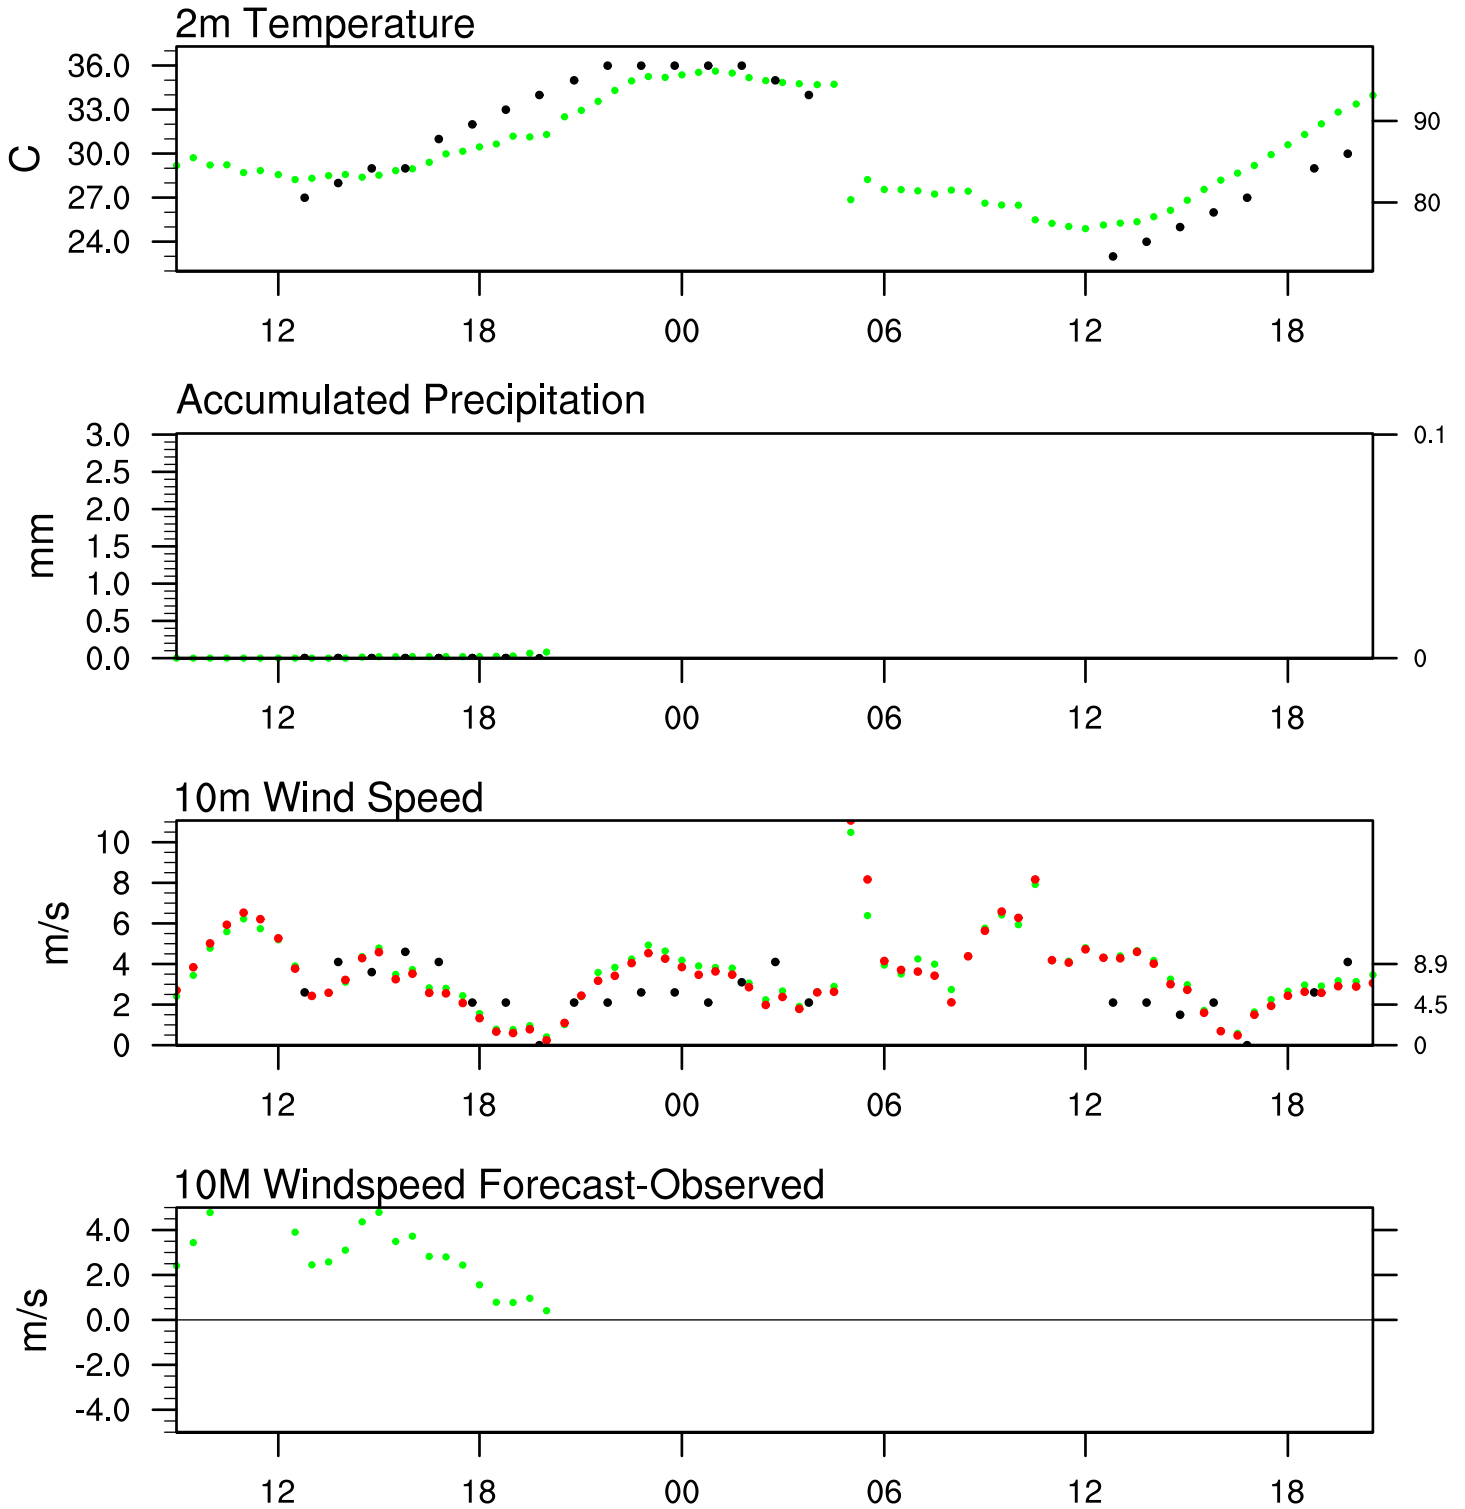 2m Temperature
36.0
33.0
30.0
27.0
24.0
C
90
80
12 18 00 06 12 18
Accumulated Precipitation
3.0
2.5
2.0
1.5
1.0
0.5
0.0
mm
0.1
0
12 18 00 06 12 18
10m Wind Speed
10
8
6
4
2
0
m/s
8.9
4.5
0
12 18 00 06 12 18
10M Windspeed Forecast-Observed
4.0
2.0
0.0
-2.0
-4.0
m/s
12 18 00 06 12 18